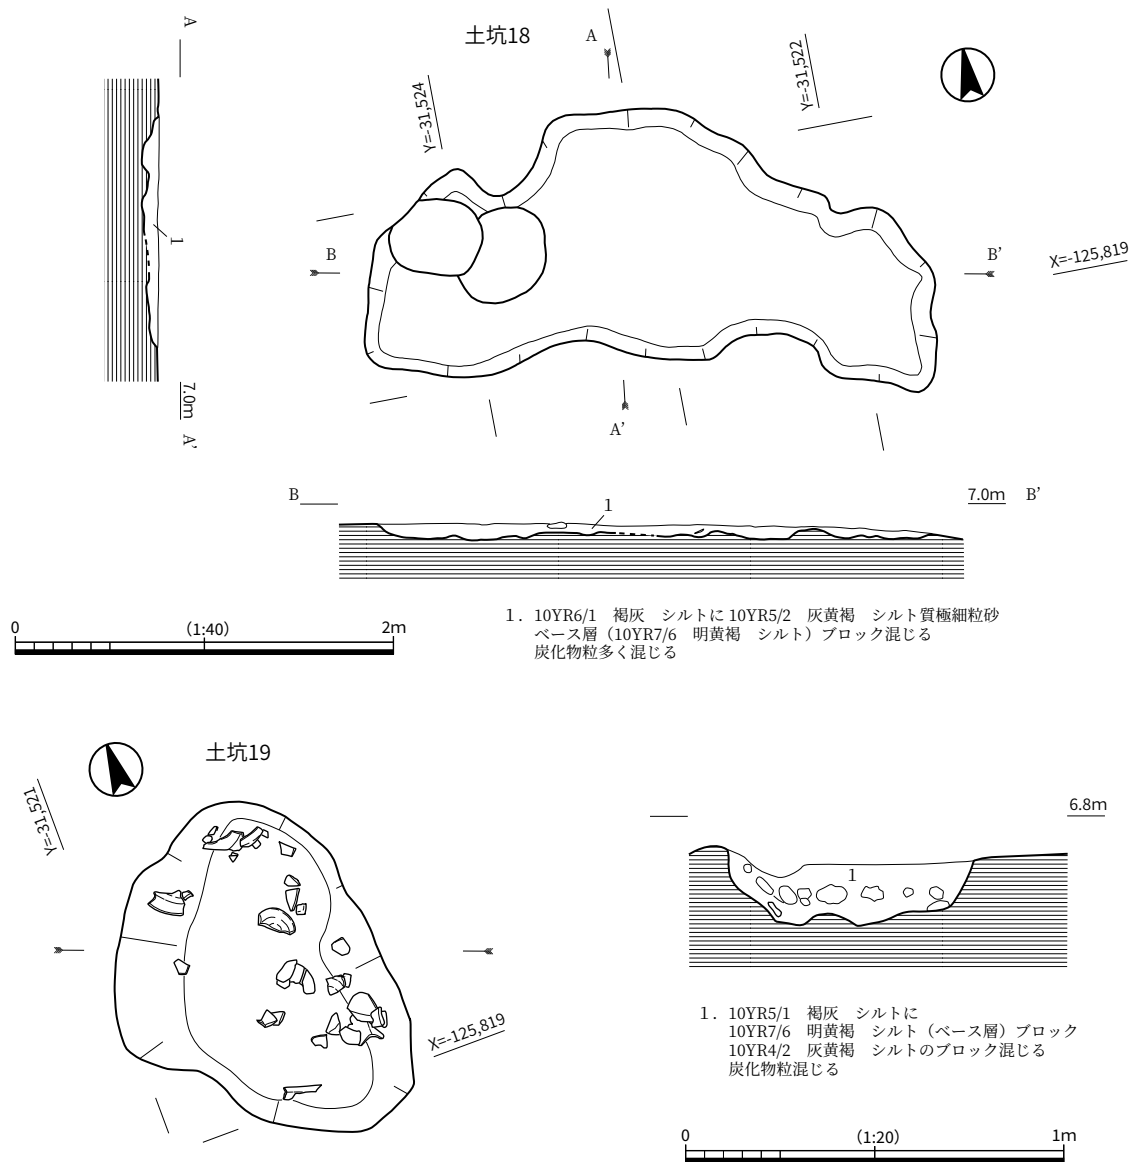 土坑18
A
A
Y=-31,524
Y=-31,522
B
B’
X=-125,819
1
7.0m
A’
A’
B
1
7.0m
B’
0
(1:40)
2m
1．10YR6/1　褐灰　シルトに 10YR5/2　灰黄褐　シルト質極細粒砂
ベース層（10YR7/6　明黄褐　シルト）ブロック混じる
炭化物粒多く混じる
土坑19
Y=-31,521
6.8m
1
X=-125,819
1．10YR5/1　褐灰　シルトに
10YR7/6　明黄褐　シルト（ベース層）ブロック
10YR4/2　灰黄褐　シルトのブロック混じる
炭化物粒混じる
0
(1:20)
1m